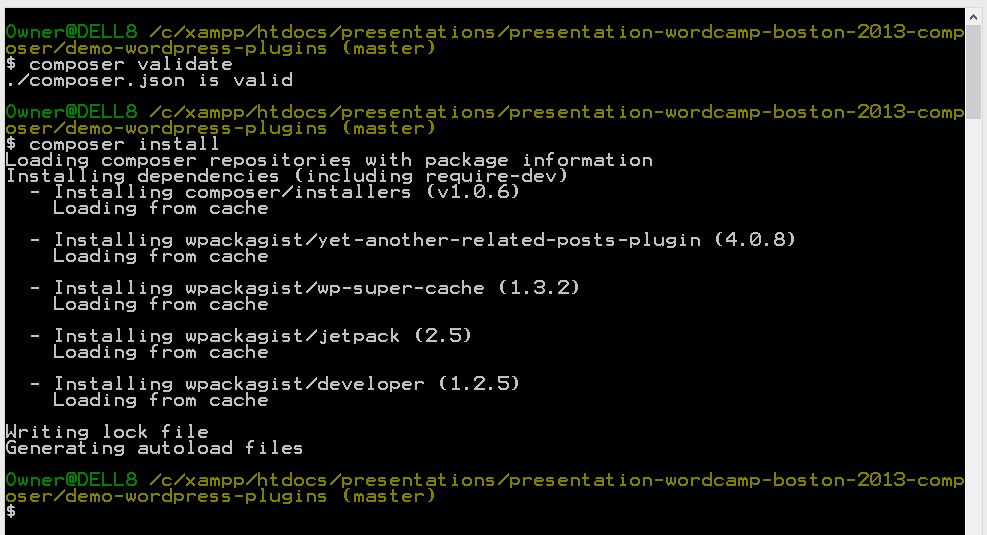 Owner@DELL8 /c/xampp/htdocs/presentations/presentation-wordcamp-boston-2013-comp
oser/demo-wordpress-plugins (master)
$ composer validate
./composer.json is valid
Owner@DELL8 /c/xampp/htdocs/presentations/presentation-wordcamp-boston-2013-comp
oser/demo-wordpress-plugins (master)
$ composer install
Loading composer repositories with package information
Installing dependencies (including require-dev)
  - Installing composer/installers (v1.0.6)
    Loading from cache
  - Installing wpackagist/yet-another-related-posts-plugin (4.0.8)
    Loading from cache
  - Installing wpackagist/wp-super-cache (1.3.2)
    Loading from cache
  - Installing wpackagist/jetpack (2.5)
    Loading from cache
  - Installing wpackagist/developer (1.2.5)
    Loading from cache
Writing lock file
Generating autoload files
Owner@DELL8 /c/xampp/htdocs/presentations/presentation-wordcamp-boston-2013-comp
oser/demo-wordpress-plugins (master)
$